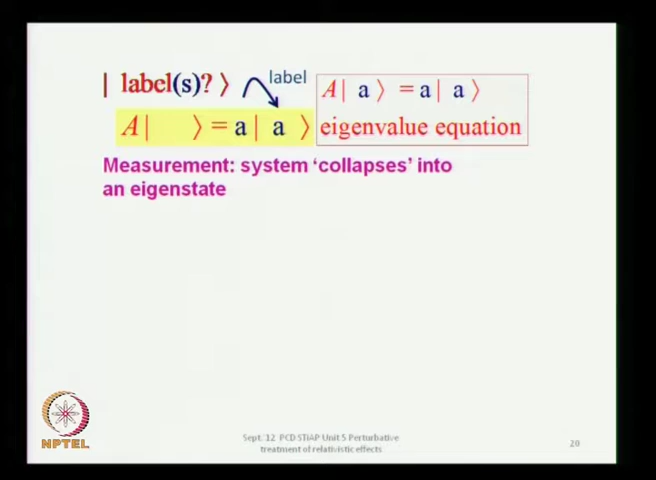 | label(s)? ⟩
label
A| a ⟩ = a | a ⟩
A|   ⟩ = a | a ⟩
eigenvalue equation
Measurement: system ‘collapses’ into
an eigenstate
NPTEL
Sept.'12 PCD STiAP Unit 5 Perturbative
treatment of relativistic effects
20